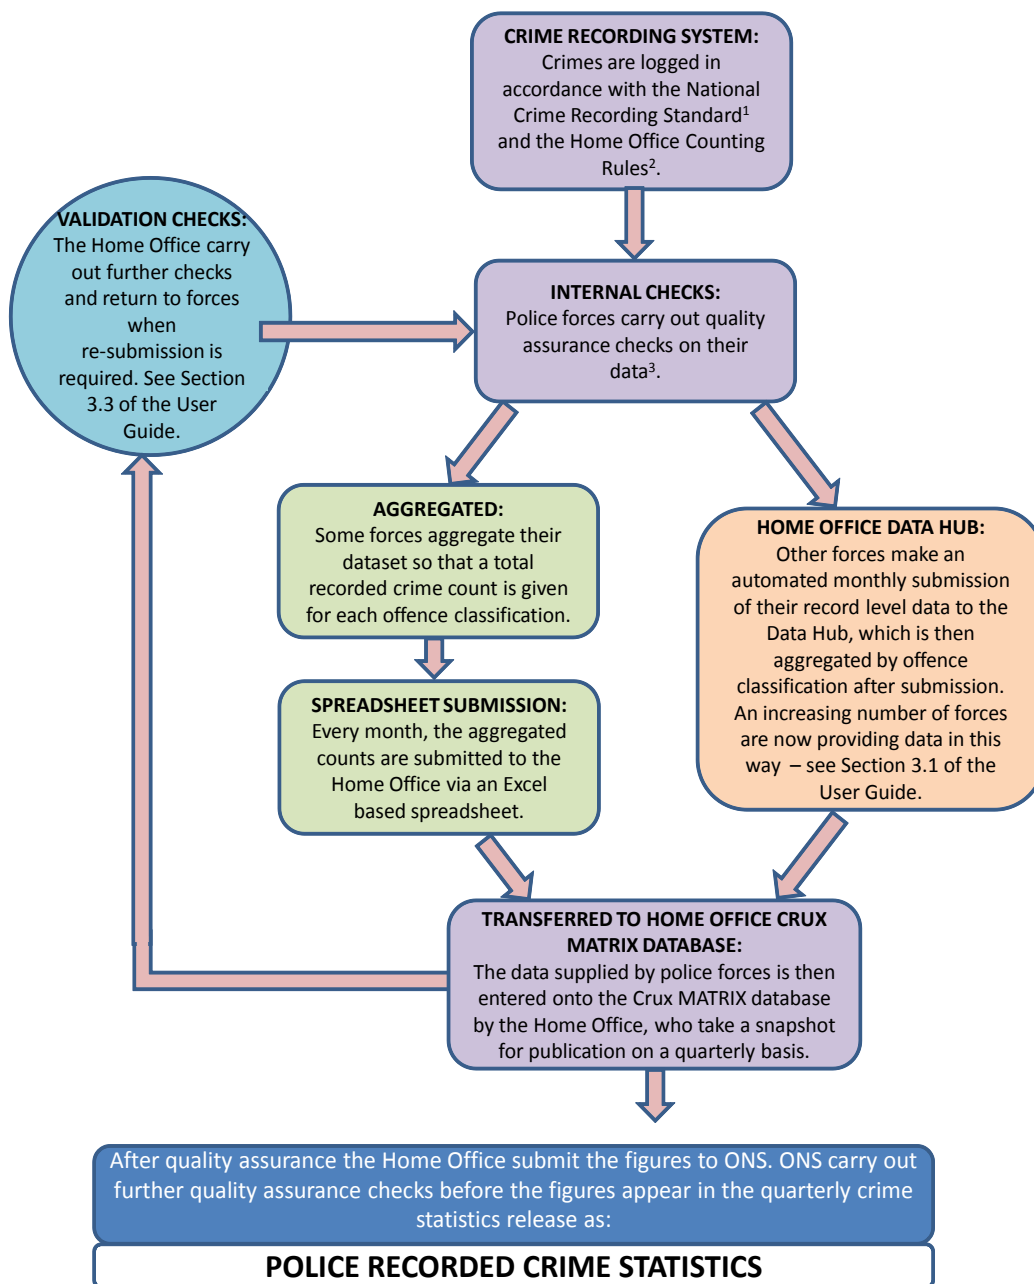 CRIME RECORDING SYSTEM:
Crimes are logged in
accordance with the National
Crime Recording Standard1
and the Home Office Counting
Rules2.
VALIDATION CHECKS:
The Home Office carry
out further checks
and return to forces
when
re-submission is
required. See Section
3.3 of the User
Guide.
INTERNAL CHECKS:
Police forces carry out quality
assurance checks on their
data3.
AGGREGATED:
Some forces aggregate their
dataset so that a total
recorded crime count is given
for each offence classification.
HOME OFFICE DATA HUB:
Other forces make an
automated monthly submission
of their record level data to the
Data Hub, which is then
aggregated by offence
classification after submission.
An increasing number of forces
are now providing data in this
way – see Section 3.1 of the
User Guide.
SPREADSHEET SUBMISSION:
Every month, the aggregated
counts are submitted to the
Home Office via an Excel
based spreadsheet.
TRANSFERRED TO HOME OFFICE CRUX
MATRIX DATABASE:
The data supplied by police forces is then
entered onto the Crux MATRIX database
by the Home Office, who take a snapshot
for publication on a quarterly basis.
After quality assurance the Home Office submit the figures to ONS. ONS carry out
further quality assurance checks before the figures appear in the quarterly crime
statistics release as:
POLICE RECORDED CRIME STATISTICS